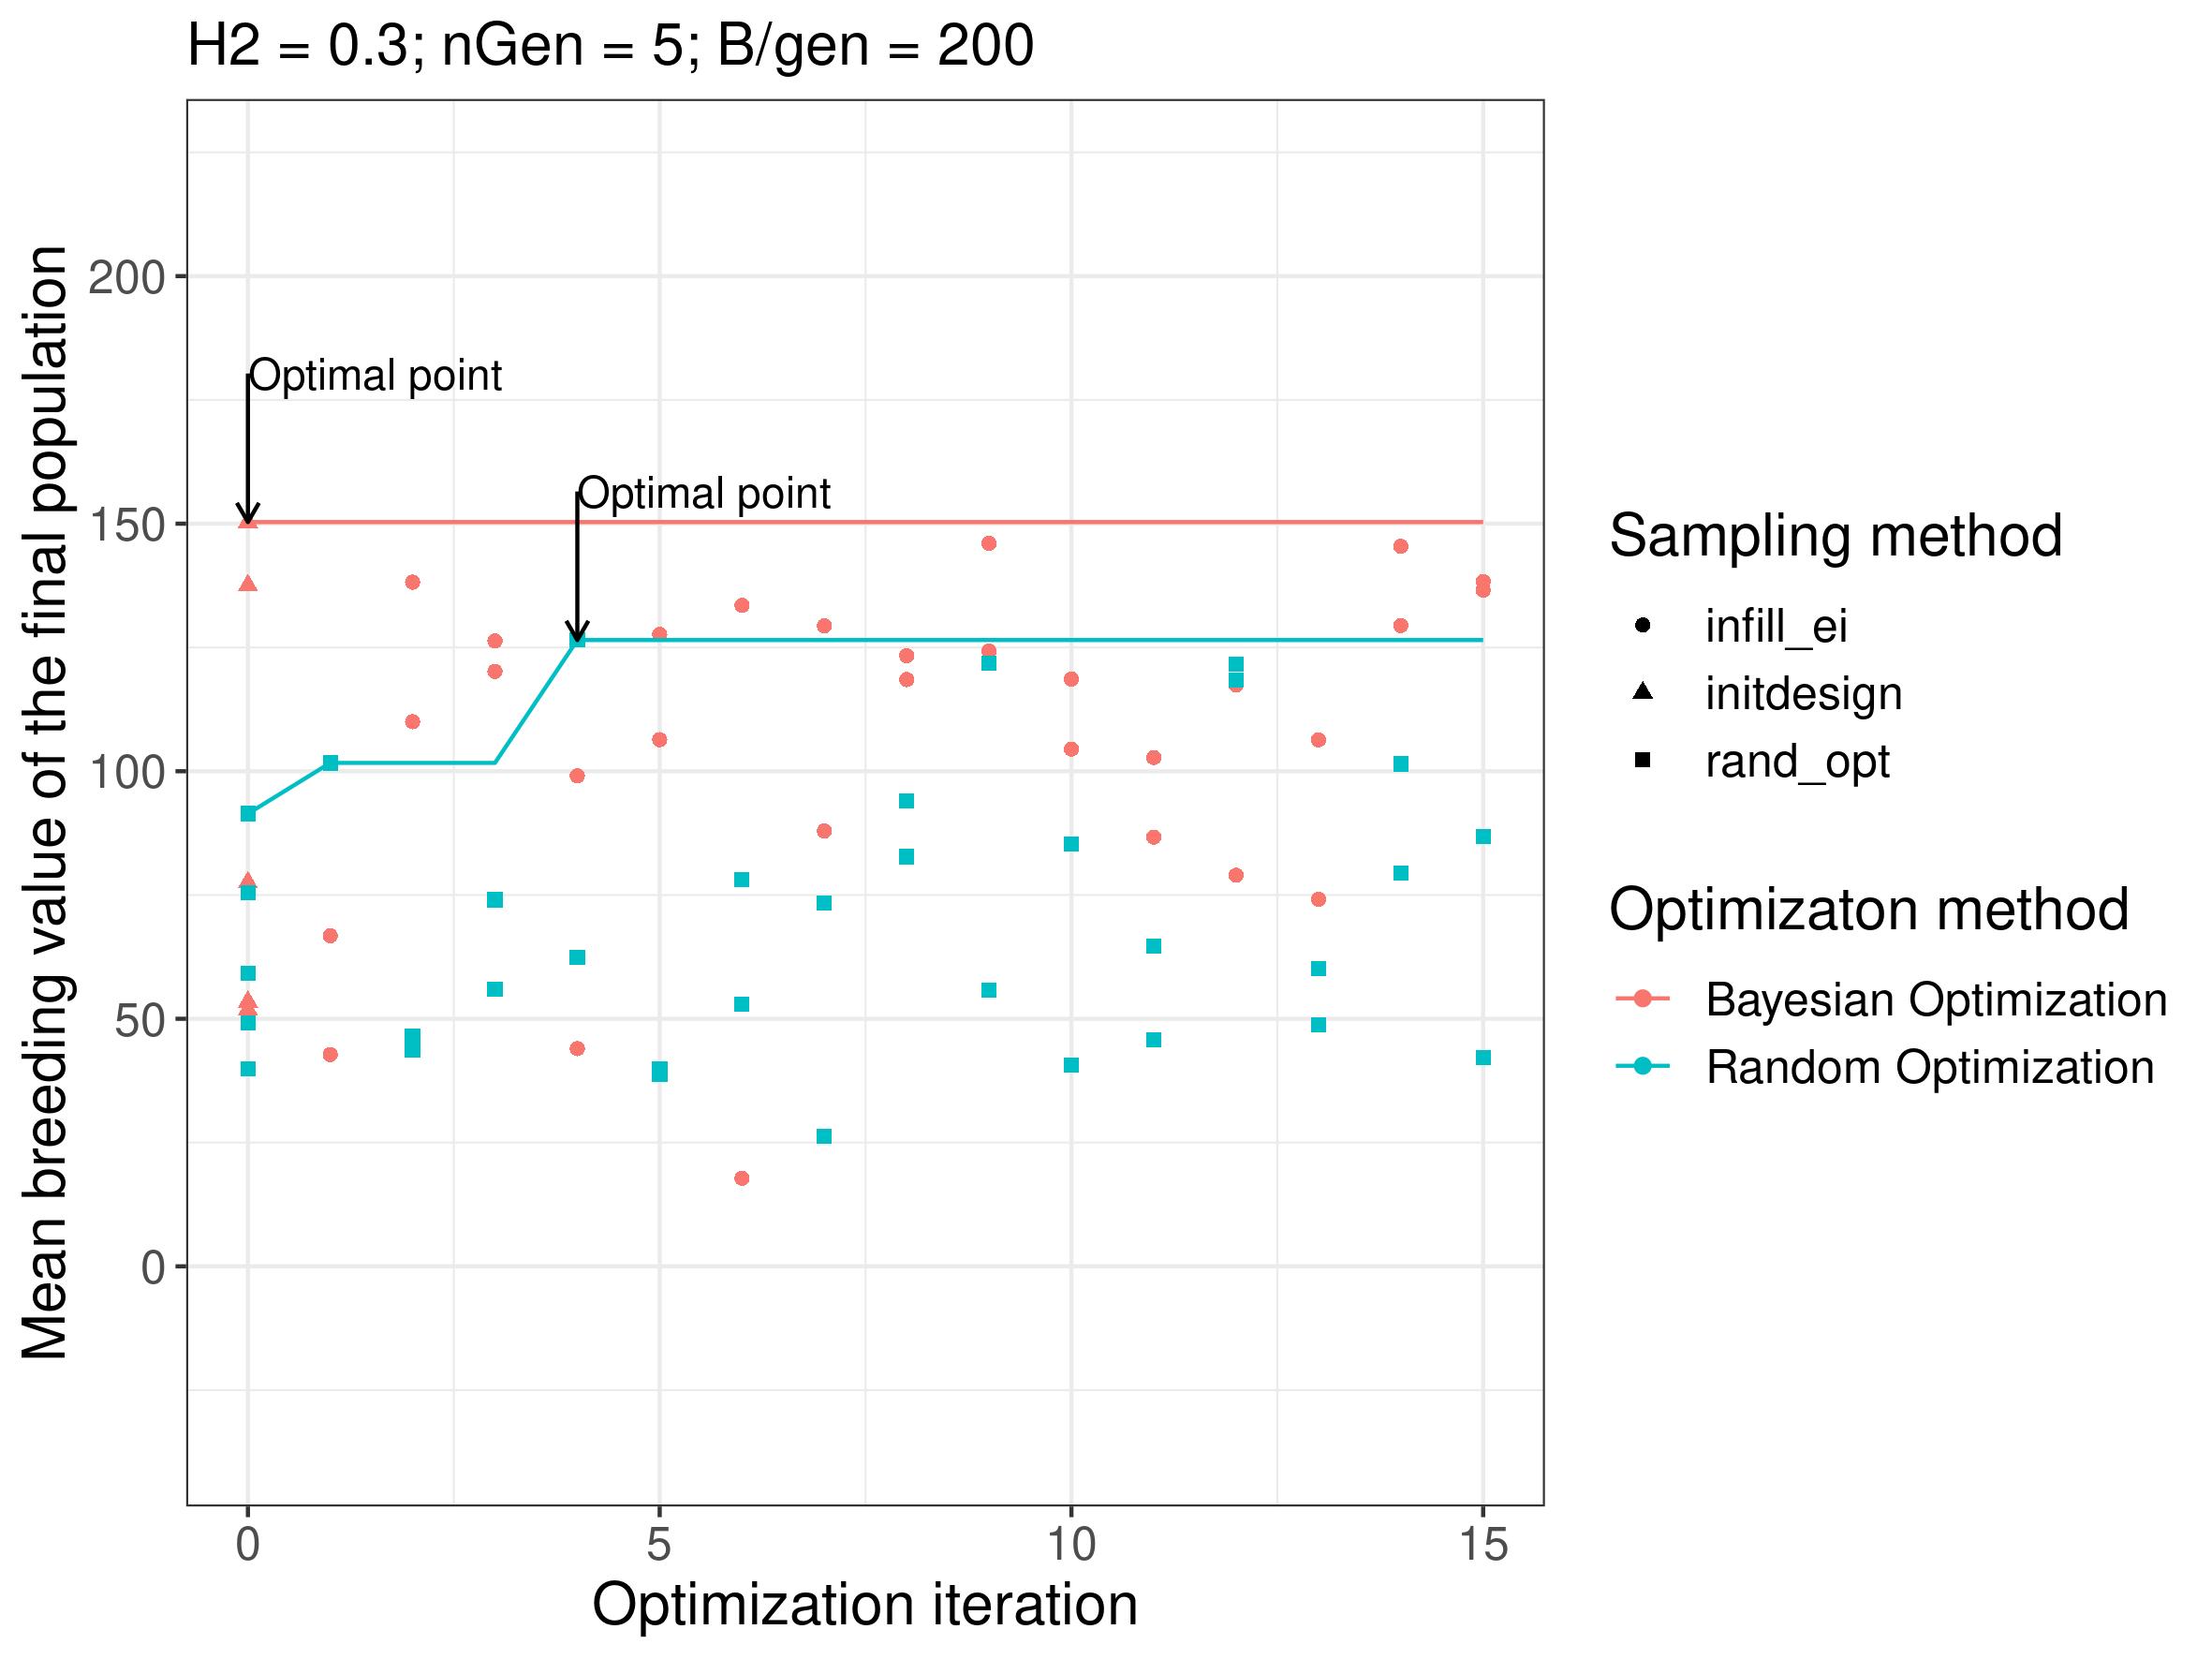 H2 = 0.3; nGen = 5; B/gen = 200
Mean breeding value of the final population
200
150
100
50
0
Optimal point
Optimal point
0
5
10
15
Optimization iteration
Sampling method
infill_ei
initdesign
rand_opt
Optimizaton method
Bayesian Optimization
Random Optimization